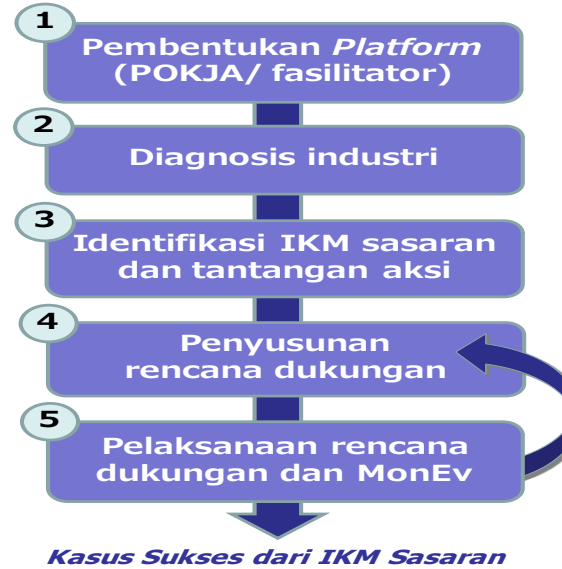 1
Pembentukan Platform
(POKJA/ fasilitator)
2
Diagnosis industri
3
Identifikasi IKM sasaran
dan tantangan aksi
4
Penyusunan
rencana dukungan
5
Pelaksanaan rencana
dukungan dan MonEv
Kasus Sukses dari IKM Sasaran